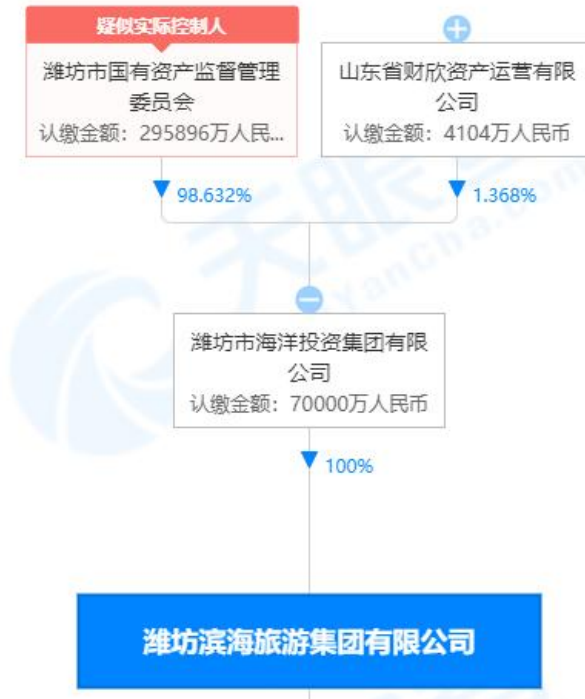 疑似实际控制人
潍坊市国有资产监督管理
委员会
认缴金额：295896万人民...
98.632%
山东省财欣资产运营有限
公司
认缴金额：4104万人民币
1.368%
潍坊市海洋投资集团有限
公司
认缴金额：70000万人民币
100%
潍坊滨海旅游集团有限公司
天眼查
TianYanCha.com